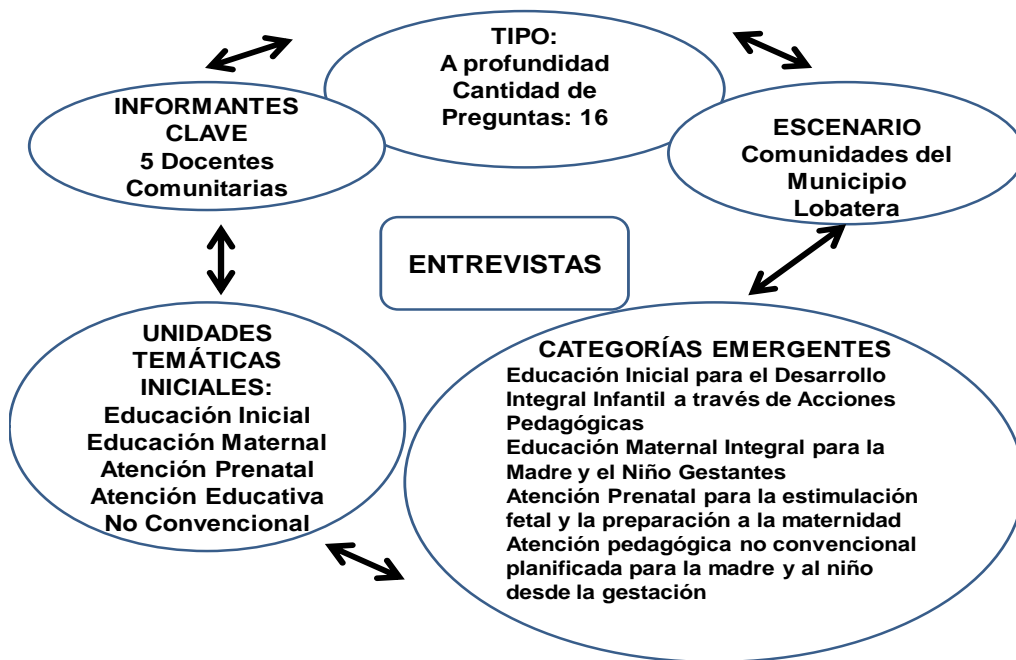 TIPO:
A profundidad
Cantidad de
Preguntas: 16
INFORMANTES
CLAVE
5 Docentes
Comunitarias
ESCENARIO
Comunidades del
Municipio
Lobatera
ENTREVISTAS
UNIDADES
TEMÁTICAS
INICIALES:
Educación Inicial
Educación Maternal
Atención Prenatal
Atención Educativa
No Convencional
CATEGORÍAS EMERGENTES
Educación Inicial para el Desarrollo
Integral Infantil a través de Acciones
Pedagógicas
Educación Maternal Integral para la
Madre y el Niño Gestantes
Atención Prenatal para la estimulación
fetal y la preparación a la maternidad
Atención pedagógica no convencional
planificada para la madre y al niño
desde la gestación